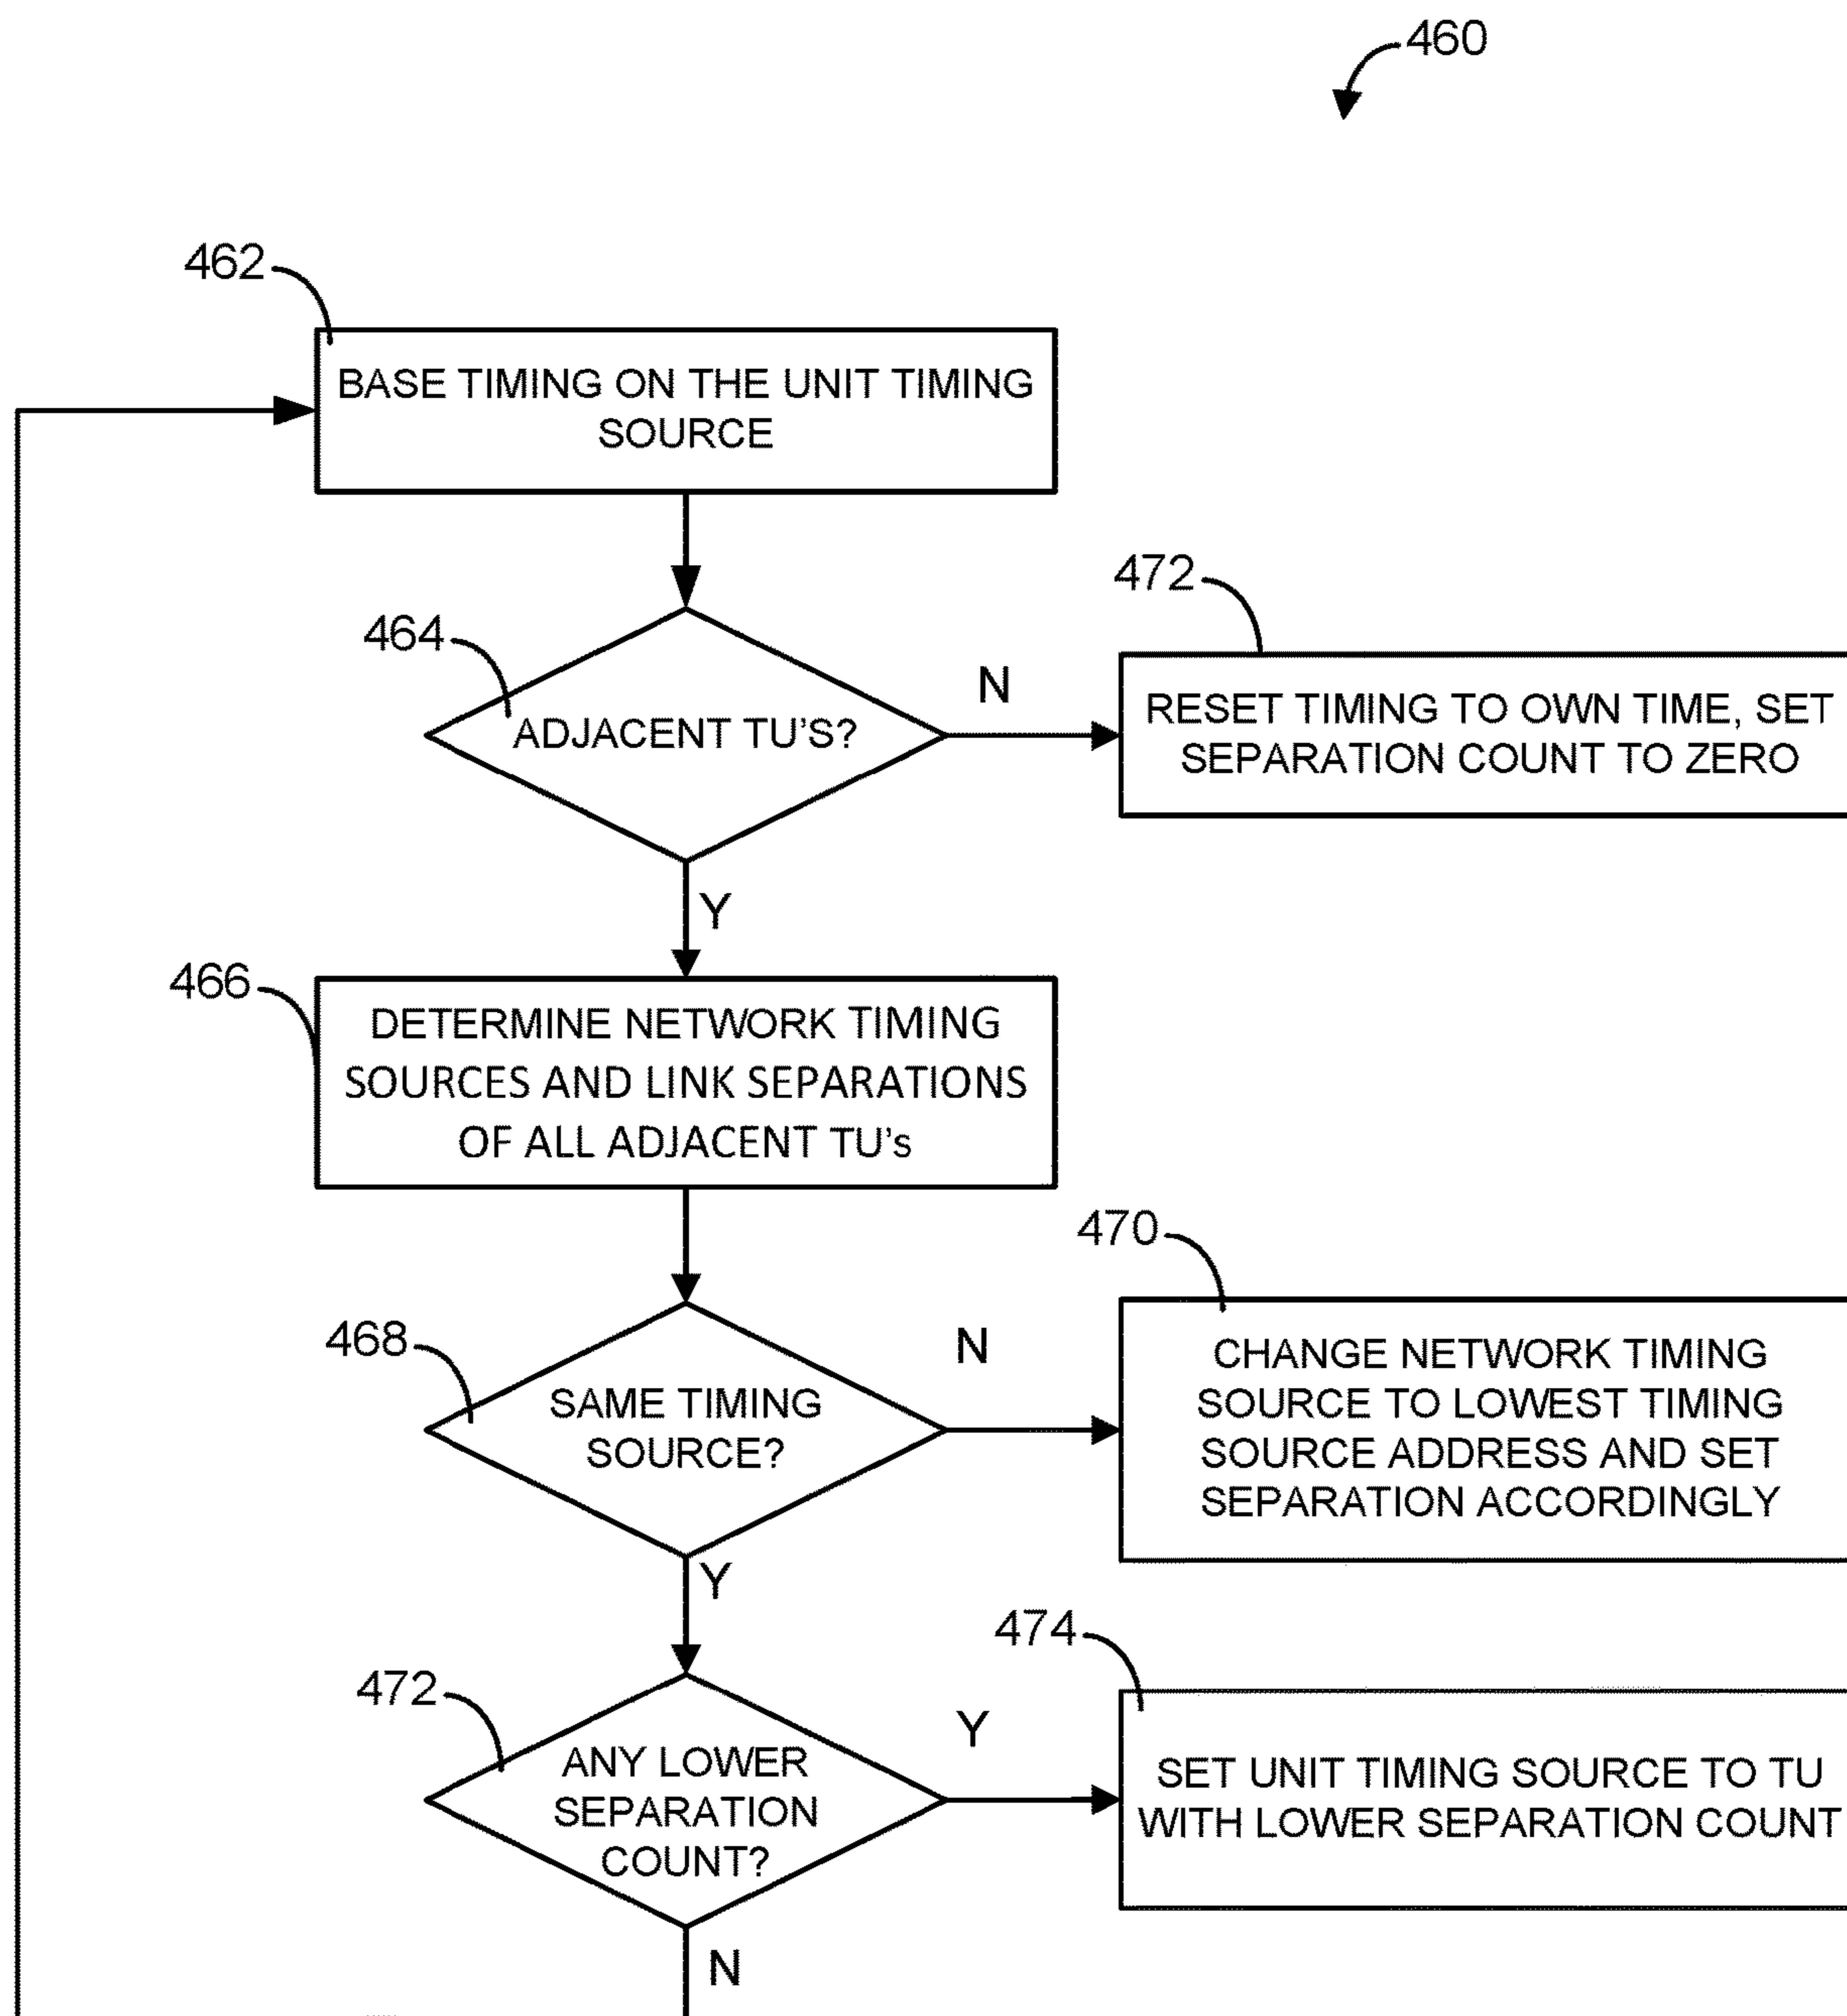 460
462
BASE TIMING ON THE UNIT TIMING
SOURCE
464
ADJACENT TU'S?
N
472
RESET TIMING TO OWN TIME, SET
SEPARATION COUNT TO ZERO
Y
466
DETERMINE NETWORK TIMING
SOURCES AND LINK SEPARATIONS
OF ALL ADJACENT TU's
468
SAME TIMING
SOURCE?
N
470
CHANGE NETWORK TIMING
SOURCE TO LOWEST TIMING
SOURCE ADDRESS AND SET
SEPARATION ACCORDINGLY
Y
472
ANY LOWER
SEPARATION
COUNT?
Y
474
SET UNIT TIMING SOURCE TO TU
WITH LOWER SEPARATION COUNT
N